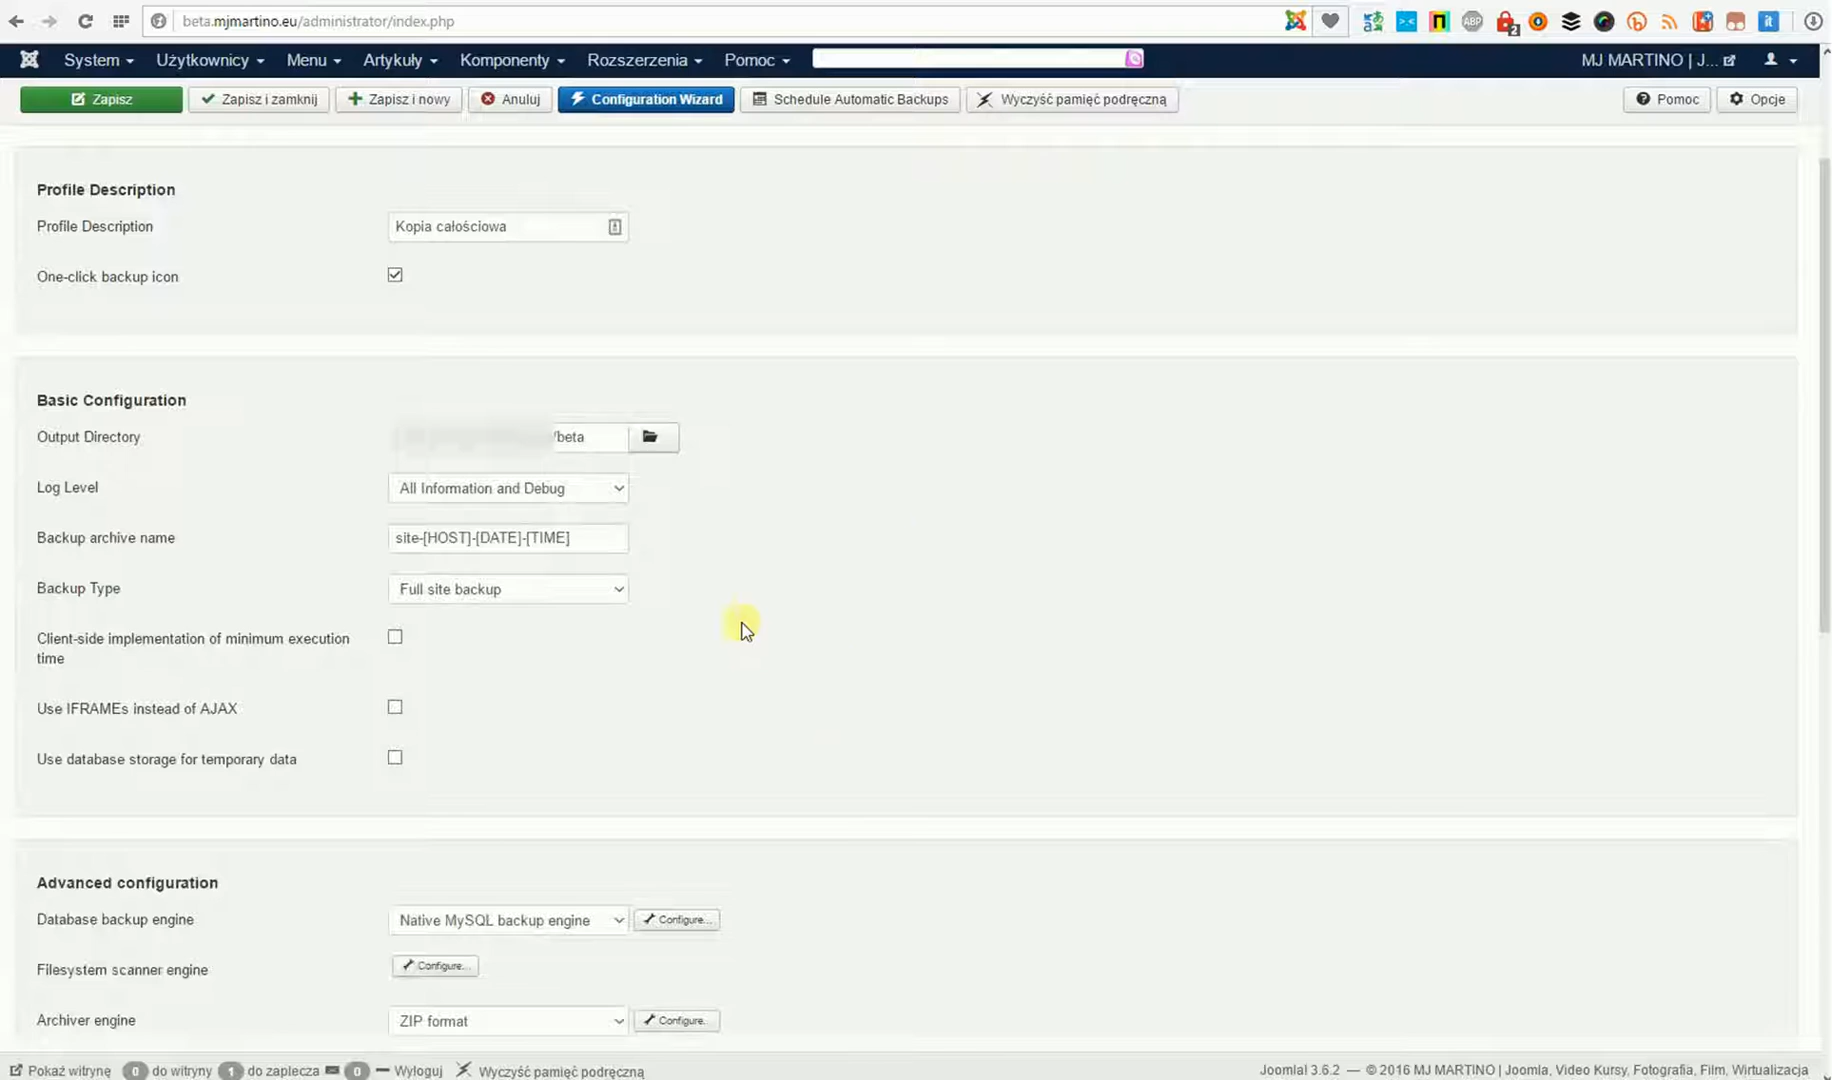 beta.mjmartino.eu/administrator/index.php
System Użytkownicy Menu Artykuły Komponenty Rozszerzenia Pomoc MJ MARTINO | J...
Zapisz Zapisz i zamknij Zapisz i nowy Anuluj Configuration Wizard Schedule Automatic Backups Wyczyść pamięć podręczną Pomoc Opcje
Profile Description
Profile Description Kopia całościowa
One-click backup icon
Basic Configuration
Output Directory /beta
Log Level All Information and Debug
Backup archive name site-[HOST]-[DATE]-[TIME]
Backup Type Full site backup
Client-side implementation of minimum execution
time
Use IFRAMEs instead of AJAX
Use database storage for temporary data
Advanced configuration
Database backup engine Native MySQL backup engine Configure...
Filesystem scanner engine Configure...
Archiver engine ZIP format Configure...
Pokaż witrynę 0 do witryny 1 do zaplecza 0 Wyloguj Wyczyść pamięć podręczną Joomla! 3.6.2 — © 2016 MJ MARTINO | Joomla, Video Kursy, Fotografia, Film, Wirtualizacja